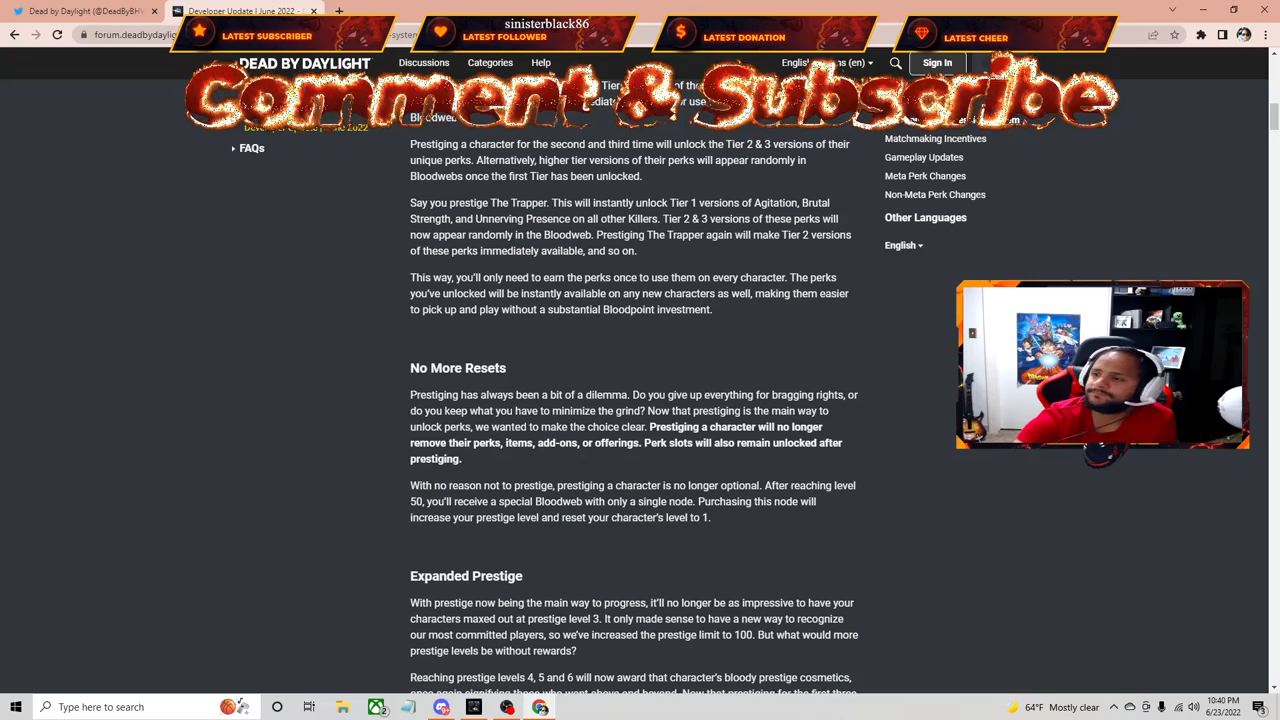 Dead by Daylight (@DeadByBH
Developer Update | June 2022 -
sinisterblack86
LATEST SUBSCRIBER
LATEST FOLLOWER
LATEST DONATION
LATEST CHEER
forum.deadbydaylig
DEAD BY DAYLIGHT
Discussions
Categories
Help
Sign In
Comment & Subscribe
Developer Update | June 2022
FAQs
Bloodweb
Prestiging a character for the second and third time will unlock the Tier 2 & 3 versions of their
unique perks. Alternatively, higher tier versions of their perks will appear randomly in
Bloodwebs once the first Tier has been unlocked.
Say you prestige The Trapper. This will instantly unlock Tier 1 versions of Agitation, Brutal
Strength, and Unnerving Presence on all other Killers. Tier 2 & 3 versions of these perks will
now appear randomly in the Bloodweb. Prestiging The Trapper again will make Tier 2 versions
of these perks immediately available, and so on.
This way, you'll only need to earn the perks once to use them on every character. The perks
you've unlocked will be instantly available on any new characters as well, making them easier
to pick up and play without a substantial Bloodpoint investment.
No More Resets
Prestiging has always been a bit of a dilemma. Do you give up everything for bragging rights, or
do you keep what you have to minimize the grind? Now that prestiging is the main way to
unlock perks, we wanted to make the choice clear. Prestiging a character will no longer
remove their perks, items, add-ons, or offerings. Perk slots will also remain unlocked after
prestiging.
With no reason not to prestige, prestiging a character is no longer optional. After reaching level
50, you'll receive a special Bloodweb with only a single node. Purchasing this node will
increase your prestige level and reset your character's level to 1.
Expanded Prestige
With prestige now being the main way to progress, it'll no longer be as impressive to have your
characters maxed out at prestige level 3. It only made sense to have a new way to recognize
our most committed players, so we've increased the prestige limit to 100. But what would more
prestige levels be without rewards?
Reaching prestige levels 4, 5 and 6 will now award that character's bloody prestige cosmetics,
Matchmaking Incentives
Gameplay Updates
Meta Perk Changes
Non-Meta Perk Changes
Other Languages
English
Type here to search
64°F Mostly clear
10:40 PM
6/23/2022